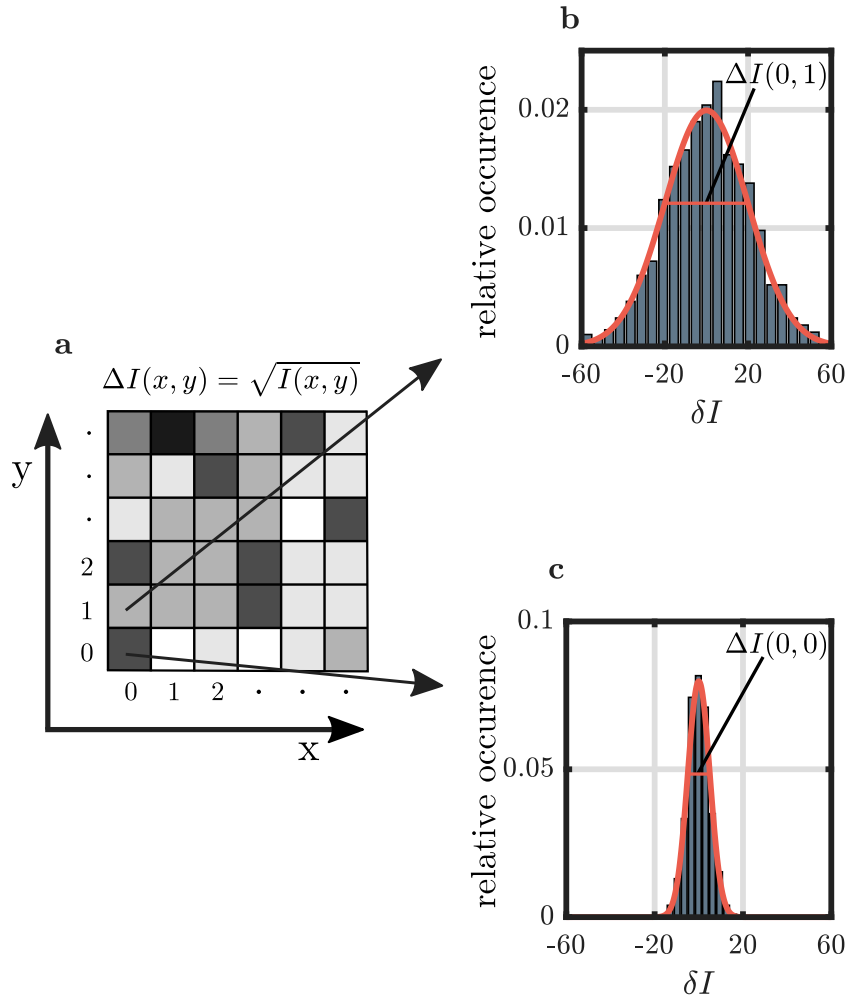 a
ΔI(x, y) = √I(x, y)
y
·
·
·
2
1
0
0 1 2 · · ·
x
b
relative occurence
0.02
0.01
0
ΔI(0, 1)
-60 -20 20 60
δI
c
relative occurence
0.1
0.05
0
ΔI(0, 0)
-60 -20 20 60
δI